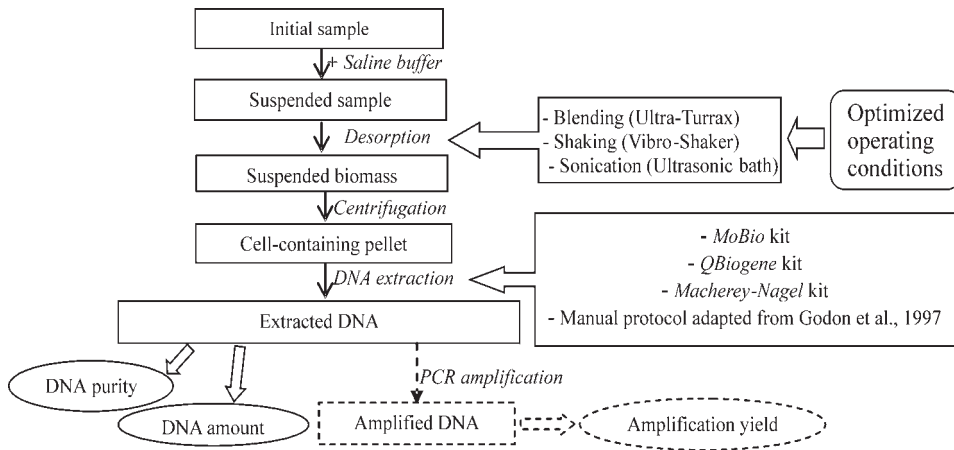 Initial sample
+ Saline buffer
Suspended sample
Desorption
- Blending (Ultra-Turrax)
- Shaking (Vibro-Shaker)
- Sonication (Ultrasonic bath)
Optimized
operating
conditions
Suspended biomass
Centrifugation
Cell-containing pellet
DNA extraction
- MoBio kit
- QBiogene kit
- Macherey-Nagel kit
- Manual protocol adapted from Godon et al., 1997
Extracted DNA
DNA purity
DNA amount
PCR amplification
Amplified DNA
Amplification yield